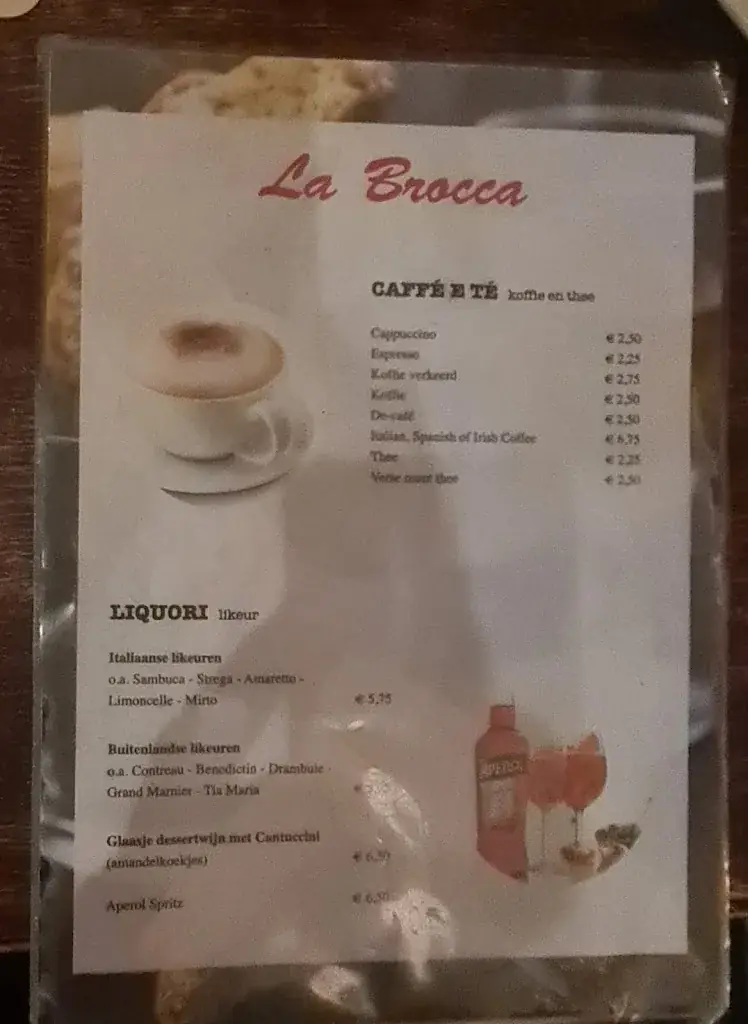 La Brocca
CAFFÉ E TÉ koffie en thee
Cappuccino € 2,50
Espresso € 2,25
Koffie verkeerd € 2,75
Koffie € 2,50
De-café € 2,50
Italian, Spanish of Irish Coffee € 6,75
Thee € 2,25
Verse munt thee € 2,50
LIQUORI likeur
Italiaanse likeuren
o.a. Sambuca - Strega - Amaretto -
Limoncelle - Mirto € 5,75
Buitenlandse likeuren
o.a. Contreau - Benedictin - Drambuie -
Grand Marnier - Tia Maria €
Glaasje dessertwijn met Cantuccini
(amandelkoekjes) € 6,50
Aperol Spritz € 6,50
APEROL